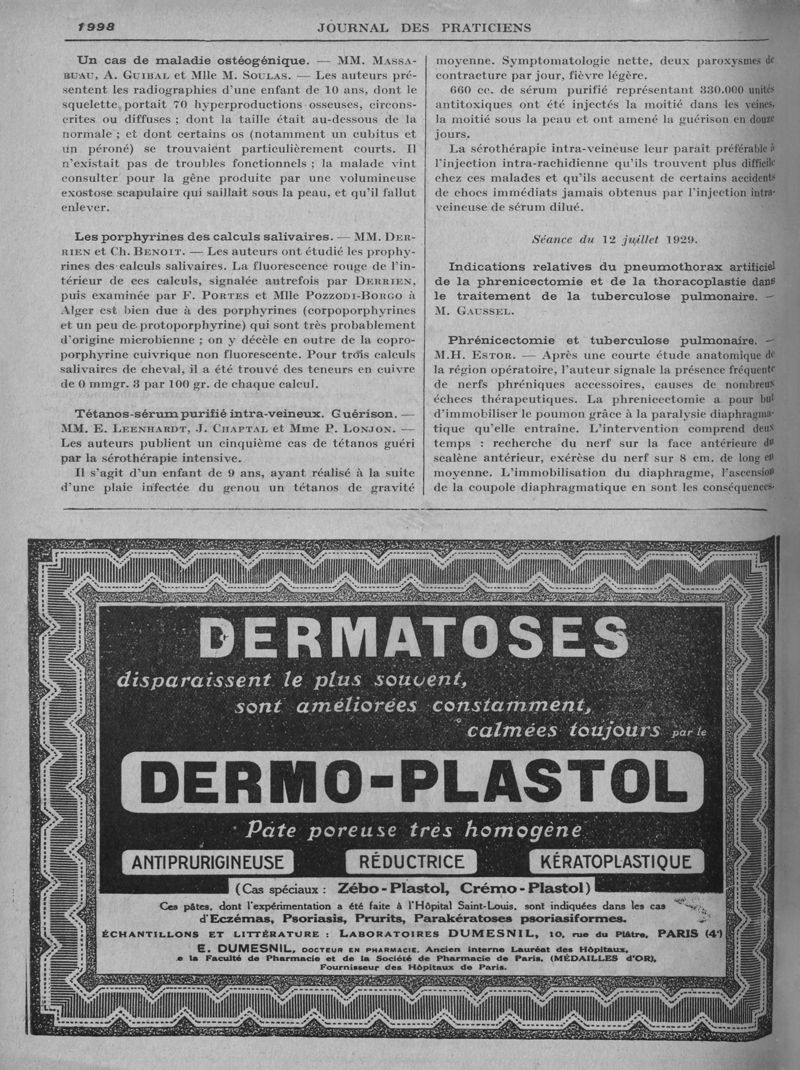 1998
JOURNAL DES PRATICIENS
Un cas de maladie ostéogénique. — MM. MASSA-
BUAU, A. GUIBAL et Mlle M. SOULAS. — Les auteurs pré-
sentent les radiographies d'une enfant de 10 ans, dont le
squelette portait 70 hyperproductions osseuses, circons-
crites ou diffuses ; dont la taille était au-dessous de la
normale ; et dont certains os (notamment un cubitus et
un péroné) se trouvaient particulièrement courts. Il
n'existait pas de troubles fonctionnels ; la malade vint
consulter pour la gêne produite par une volumineuse
exostose scapulaire qui saillait sous la peau, et qu'il fallut
enlever.
Les porphyrines des calculs salivaires. — MM. DER-
RIEN et Ch. BENOIT. — Les auteurs ont étudié les prophy-
rines des calculs salivaires. La fluorescence rouge de l'in-
térieur de ces calculs, signalée autrefois par DERRIEN,
puis examinée par F. PORTES et Mlle POZZODI-BORGO à
Alger est bien due à des porphyrines (corpoporphyrines
et un peu de protoporphyrine) qui sont très probablement
d'origine microbienne ; on y décèle en outre de la copro-
porphyrine cuivrique non fluorescente. Pour trois calculs
salivaires de cheval, il a été trouvé des teneurs en cuivre
de 0 mmgr. 3 par 100 gr. de chaque calcul.
Tétanos-sérum purifié intra-veineux. Guérison. —
MM. E. LEENHARDT, J. CHAPTAL et Mme P. LONJON. —
Les auteurs publient un cinquième cas de tétanos guéri
par la sérothérapie intensive.
Il s'agit d'un enfant de 9 ans, ayant réalisé à la suite
d'une plaie infectée du genou un tétanos de gravité
moyenne. Symptomatologie nette, deux paroxysmes de
contracture par jour, fièvre légère.
660 cc. de sérum purifié représentant 330.000 unités
antitoxiques ont été injectés la moitié dans les veines,
la moitié sous la peau et ont amené la guérison en douze
jours.
La sérothérapie intra-veineuse leur paraît préférable à
l'injection intra-rachidienne qu'ils trouvent plus difficile
chez ces malades et qu'ils accusent de certains accidents
de chocs immédiats jamais obtenus par l'injection intra-
veineuse de sérum dilué.
Séance du 12 juillet 1929.
Indications relatives du pneumothorax artificiel
de la phrenicectomie et de la thoracoplastie dans
le traitement de la tuberculose pulmonaire. —
M. GAUSSEL.
Phrénicectomie et tuberculose pulmonaire. —
M.H. ESTOR. — Après une courte étude anatomique de
la région opératoire, l'auteur signale la présence fréquente
de nerfs phréniques accessoires, causes de nombreux
échecs thérapeutiques. La phrenicectomie a pour but
d'immobiliser le poumon grâce à la paralysie diaphragma-
tique qu'elle entraîne. L'intervention comprend deux
temps : recherche du nerf sur la face antérieure du
scalène antérieur, exérèse du nerf sur 8 cm. de long en
moyenne. L'immobilisation du diaphragme, l'ascension
de la coupole diaphragmatique en sont les conséquences.
DERMATOSES
disparaissent le plus souvent,
sont améliorées constamment,
calmées toujours par le
DERMO-PLASTOL
Pâte poreuse très homogène
ANTIPRURIGINEUSE RÉDUCTRICE KÉRATOPLASTIQUE
(Cas spéciaux : Zébo-Plastol, Crémo-Plastol)
Ces pâtes, dont l'expérimentation a été faite à l'Hôpital Saint-Louis, sont indiquées dans les cas
d'Eczémas, Psoriasis, Prurits, Parakératoses psoriasiformes.
ÉCHANTILLONS ET LITTÉRATURE : LABORATOIRES DUMESNIL, 10, rue du Plâtre, PARIS (4e)
E. DUMESNIL, DOCTEUR EN PHARMACIE, Ancien Interne Lauréat des Hôpitaux,
e la Faculté de Pharmacie et de la Société de Pharmacie de Paris, (MÉDAILLES d'OR),
Fournisseur des Hôpitaux de Paris.